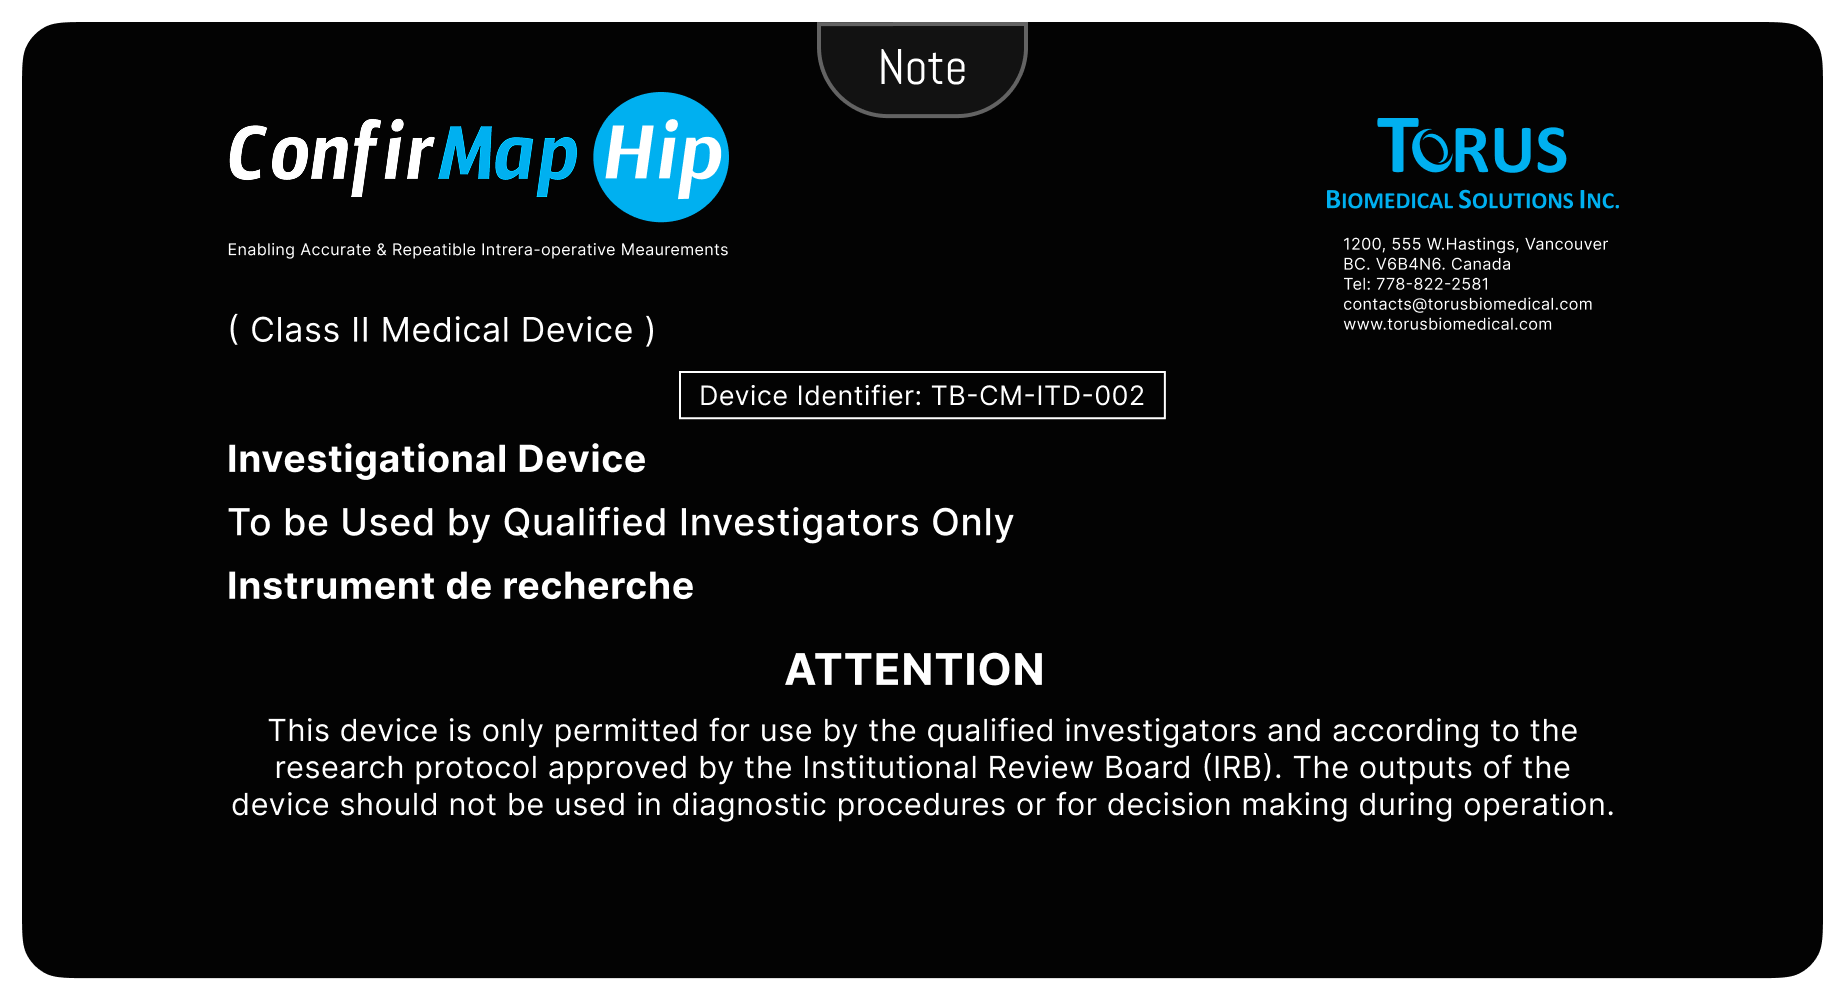 Note
ConfirMap Hip
Enabling Accurate & Repeatible Intrera-operative Meaurements
( Class II Medical Device )
TORUS
BIOMEDICAL SOLUTIONS INC.
1200, 555 W.Hastings, Vancouver
BC. V6B4N6. Canada
Tel: 778-822-2581
contacts@torusbiomedical.com
www.torusbiomedical.com
Device Identifier: TB-CM-ITD-002
Investigational Device
To be Used by Qualified Investigators Only
Instrument de recherche
ATTENTION
This device is only permitted for use by the qualified investigators and according to the
research protocol approved by the Institutional Review Board (IRB). The outputs of the
device should not be used in diagnostic procedures or for decision making during operation.